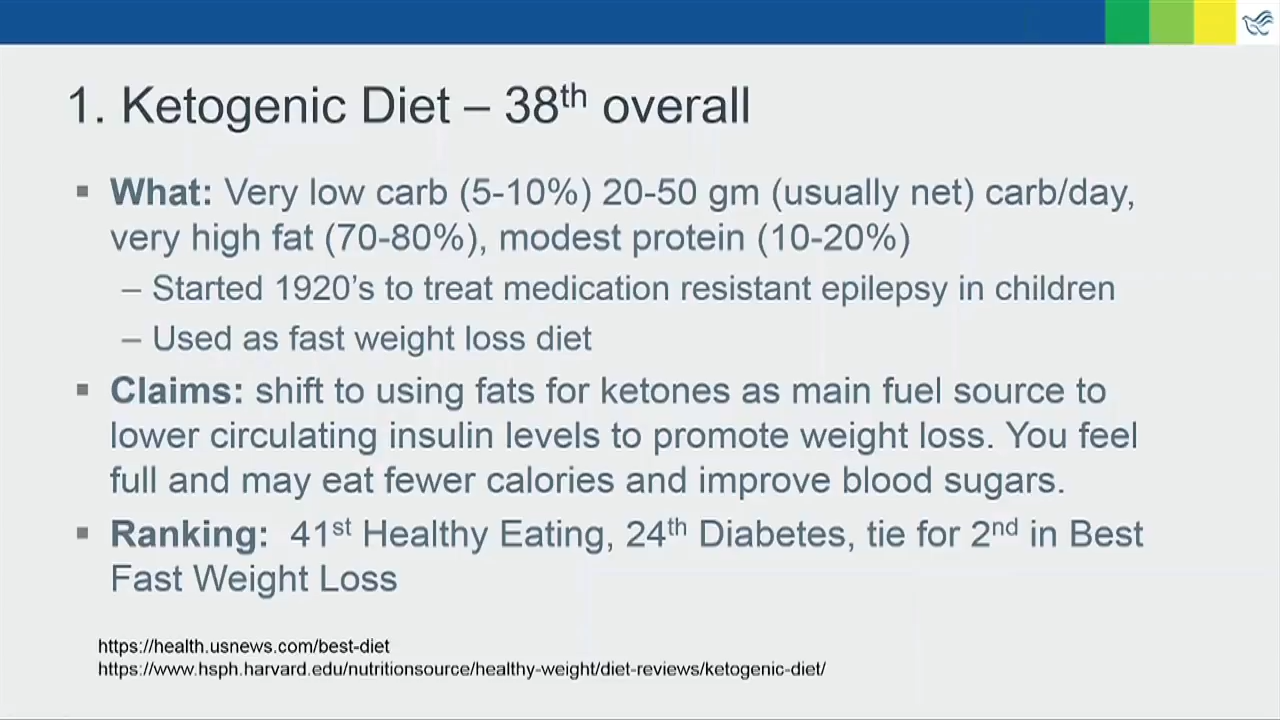 1. Ketogenic Diet – 38th overall
▪ What: Very low carb (5-10%) 20-50 gm (usually net) carb/day,
very high fat (70-80%), modest protein (10-20%)
– Started 1920’s to treat medication resistant epilepsy in children
– Used as fast weight loss diet
▪ Claims: shift to using fats for ketones as main fuel source to
lower circulating insulin levels to promote weight loss. You feel
full and may eat fewer calories and improve blood sugars.
▪ Ranking: 41st Healthy Eating, 24th Diabetes, tie for 2nd in Best
Fast Weight Loss
https://health.usnews.com/best-diet
https://www.hsph.harvard.edu/nutritionsource/healthy-weight/diet-reviews/ketogenic-diet/